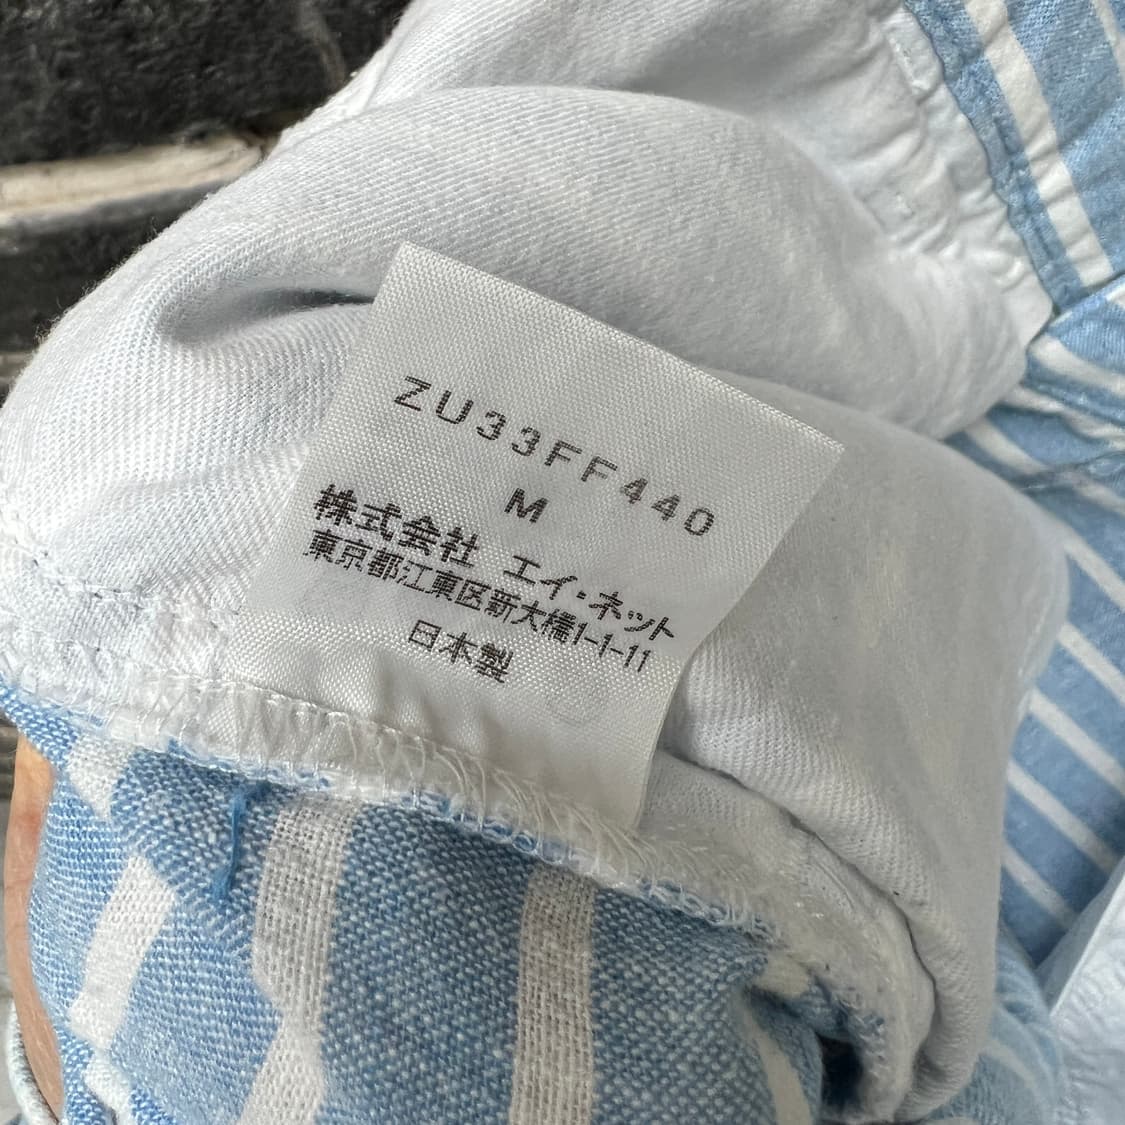 ZU33FF440
M
株式会社 エイ・ネット
東京都江東区新大橋1-1-11
日本製